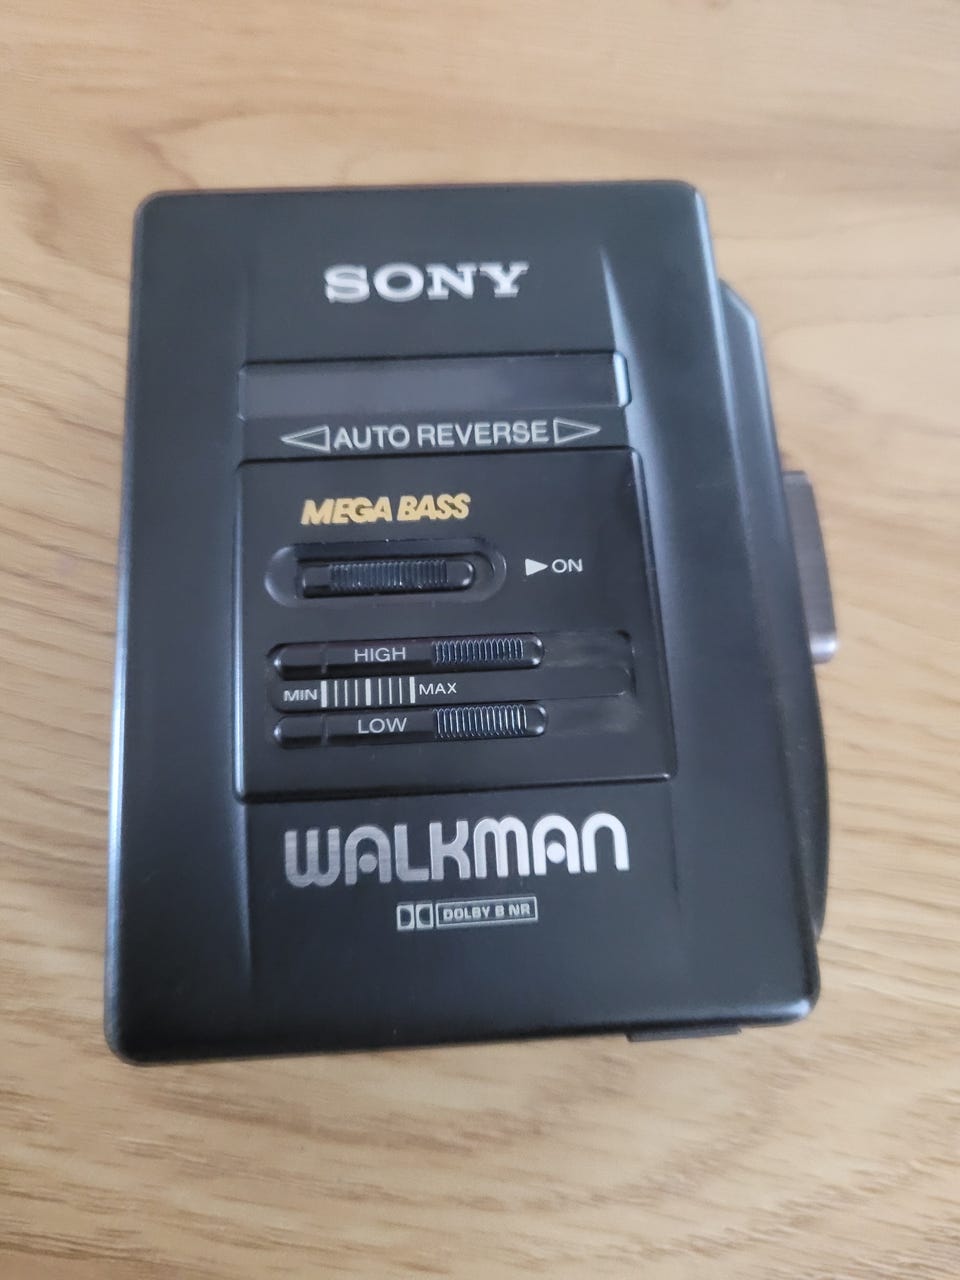 SONY
AUTO REVERSE
MEGA BASS
ON
HIGH
MIN MAX
LOW
WALKMAN
DOLBY B NR